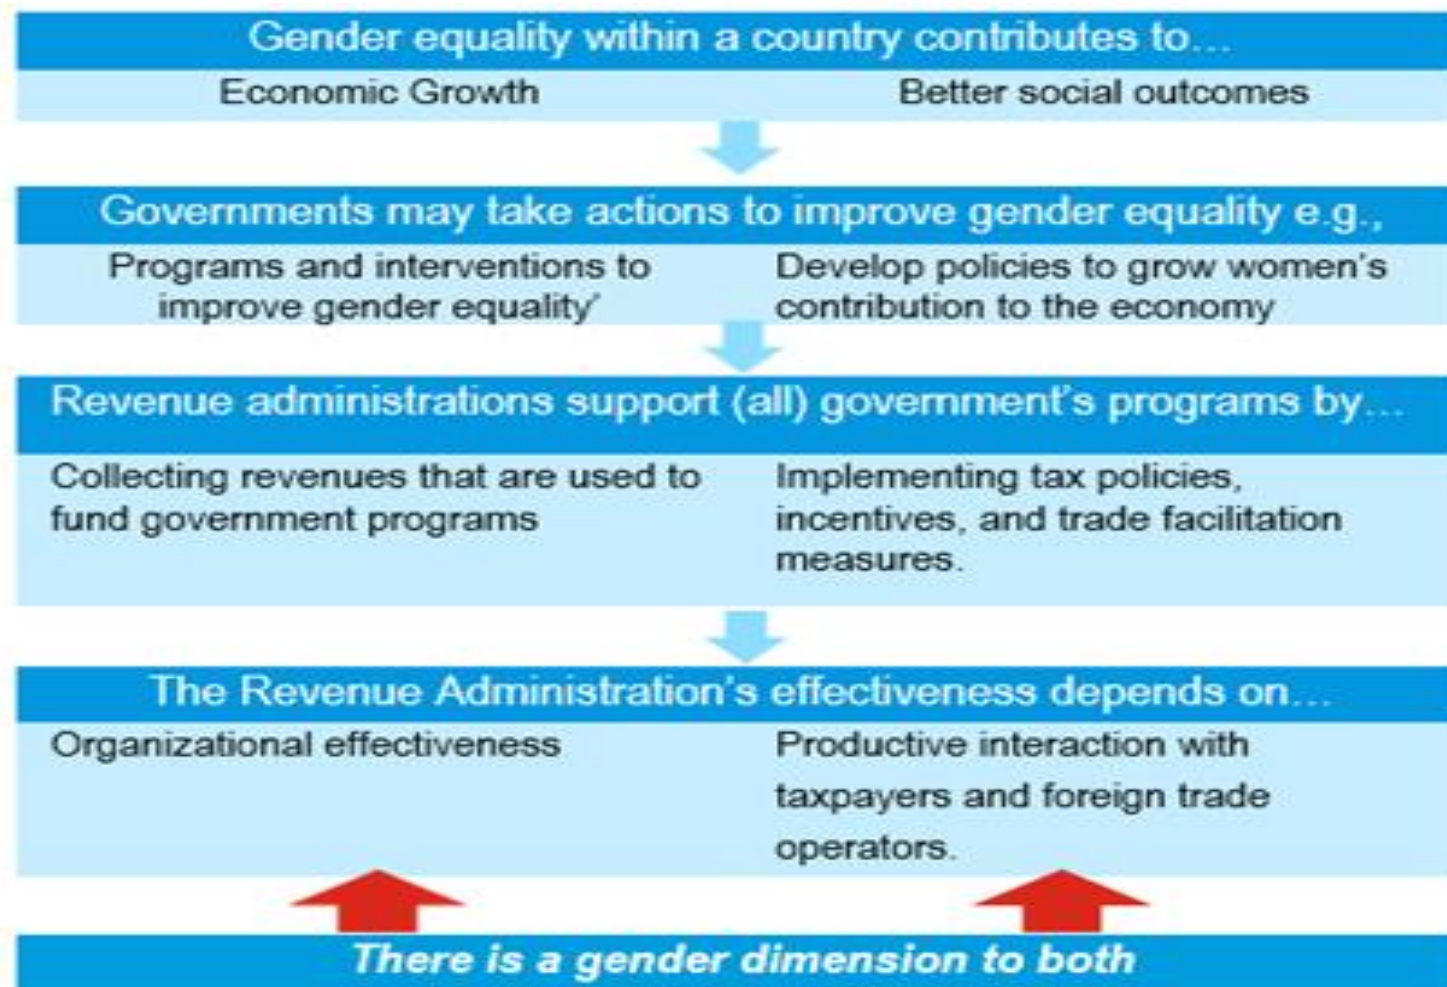 Gender equality within a country contributes to...
Economic Growth
Better social outcomes
Governments may take actions to improve gender equality e.g.,
Programs and interventions to
improve gender equality'
Develop policies to grow women's
contribution to the economy
Revenue administrations support (all) government's programs by...
Collecting revenues that are used to
fund government programs
Implementing tax policies,
incentives, and trade facilitation
measures.
The Revenue Administration's effectiveness depends on...
Organizational effectiveness
Productive interaction with
taxpayers and foreign trade
operators.
There is a gender dimension to both